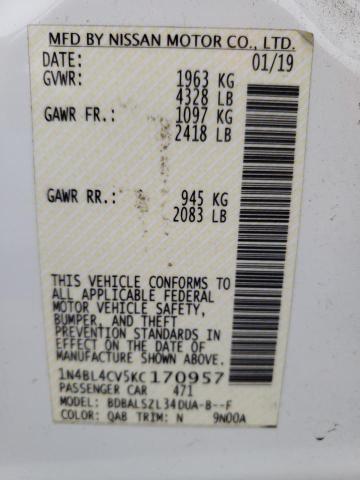 MFD BY NISSAN MOTOR CO., LTD.
DATE: 01/19
GVWR: 1963 KG
4328 LB
GAWR FR.: 1097 KG
2418 LB
GAWR RR.: 945 KG
2083 LB
THIS VEHICLE CONFORMS TO
ALL APPLICABLE FEDERAL
MOTOR VEHICLE SAFETY,
BUMPER, AND THEFT
PREVENTION STANDARDS IN
EFFECT ON THE DATE OF
MANUFACTURE SHOWN ABOVE.
1N4BL4CV5KC170957
PASSENGER CAR 471
MODEL: BDBALSZL34DUA-B--F
COLOR: QAB TRIM: N 9N00A